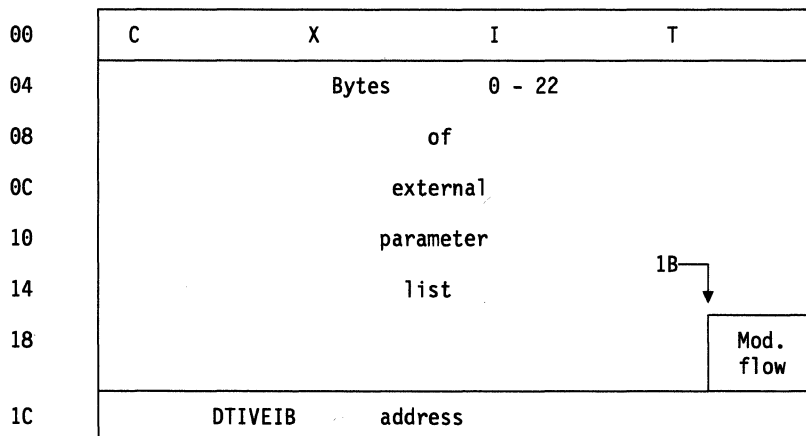 00 C X I T
04 Bytes 0 - 22
08 of
0C external
10 parameter
1B
14 list
18 Mod.
flow
1C DTIVEIB address